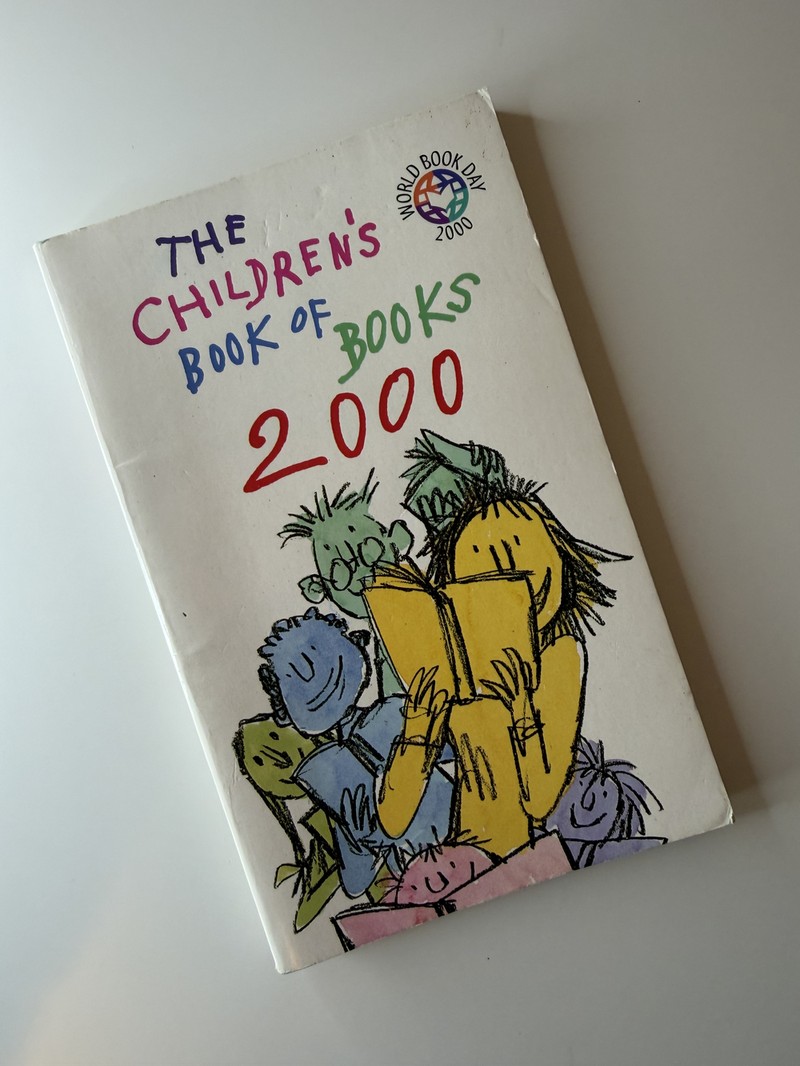 WORLD BOOK DAY
2000
THE
CHILDREN'S
BOOK OF BOOKS
2000